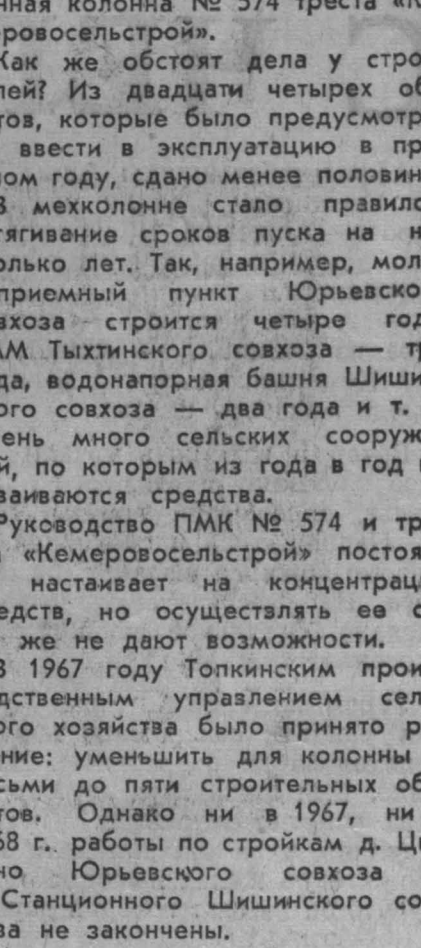 нная колонна № 574 треста «К
еровосельстрой».
Как же обстоят дела у стро
лей? Из двадцати четырех об
тов, которые было предусмотр
ввести в эксплуатацию в пр
ом году, сдано менее половин
В мехколонне стало правило
тягивание сроков пуска на н
олько лет. Так, например, мол
приемный пункт Юрьевско
вхоза строится четыре год
АМ Тыхтинского совхоза — тр
да, водонапорная башня Шиши
ого совхоза — два года и т.
ень много сельских сооруж
й, по которым из года в год н
ваиваются средства.
Руководство ПМК № 574 и тр
«Кемеровосельстрой» постоя
настаивает на концентрац
едств, но осуществлять ее с
же не дают возможности.
В 1967 году Топкинским прои
дственным управлением сел
ого хозяйства было принято р
ние: уменьшить для колонны
сьми до пяти строительных об
тов. Однако ни в 1967, ни
68 г. работы по стройкам д. Ц
но Юрьевского совхоза
Станционного Шишинского со
ва не закончены.